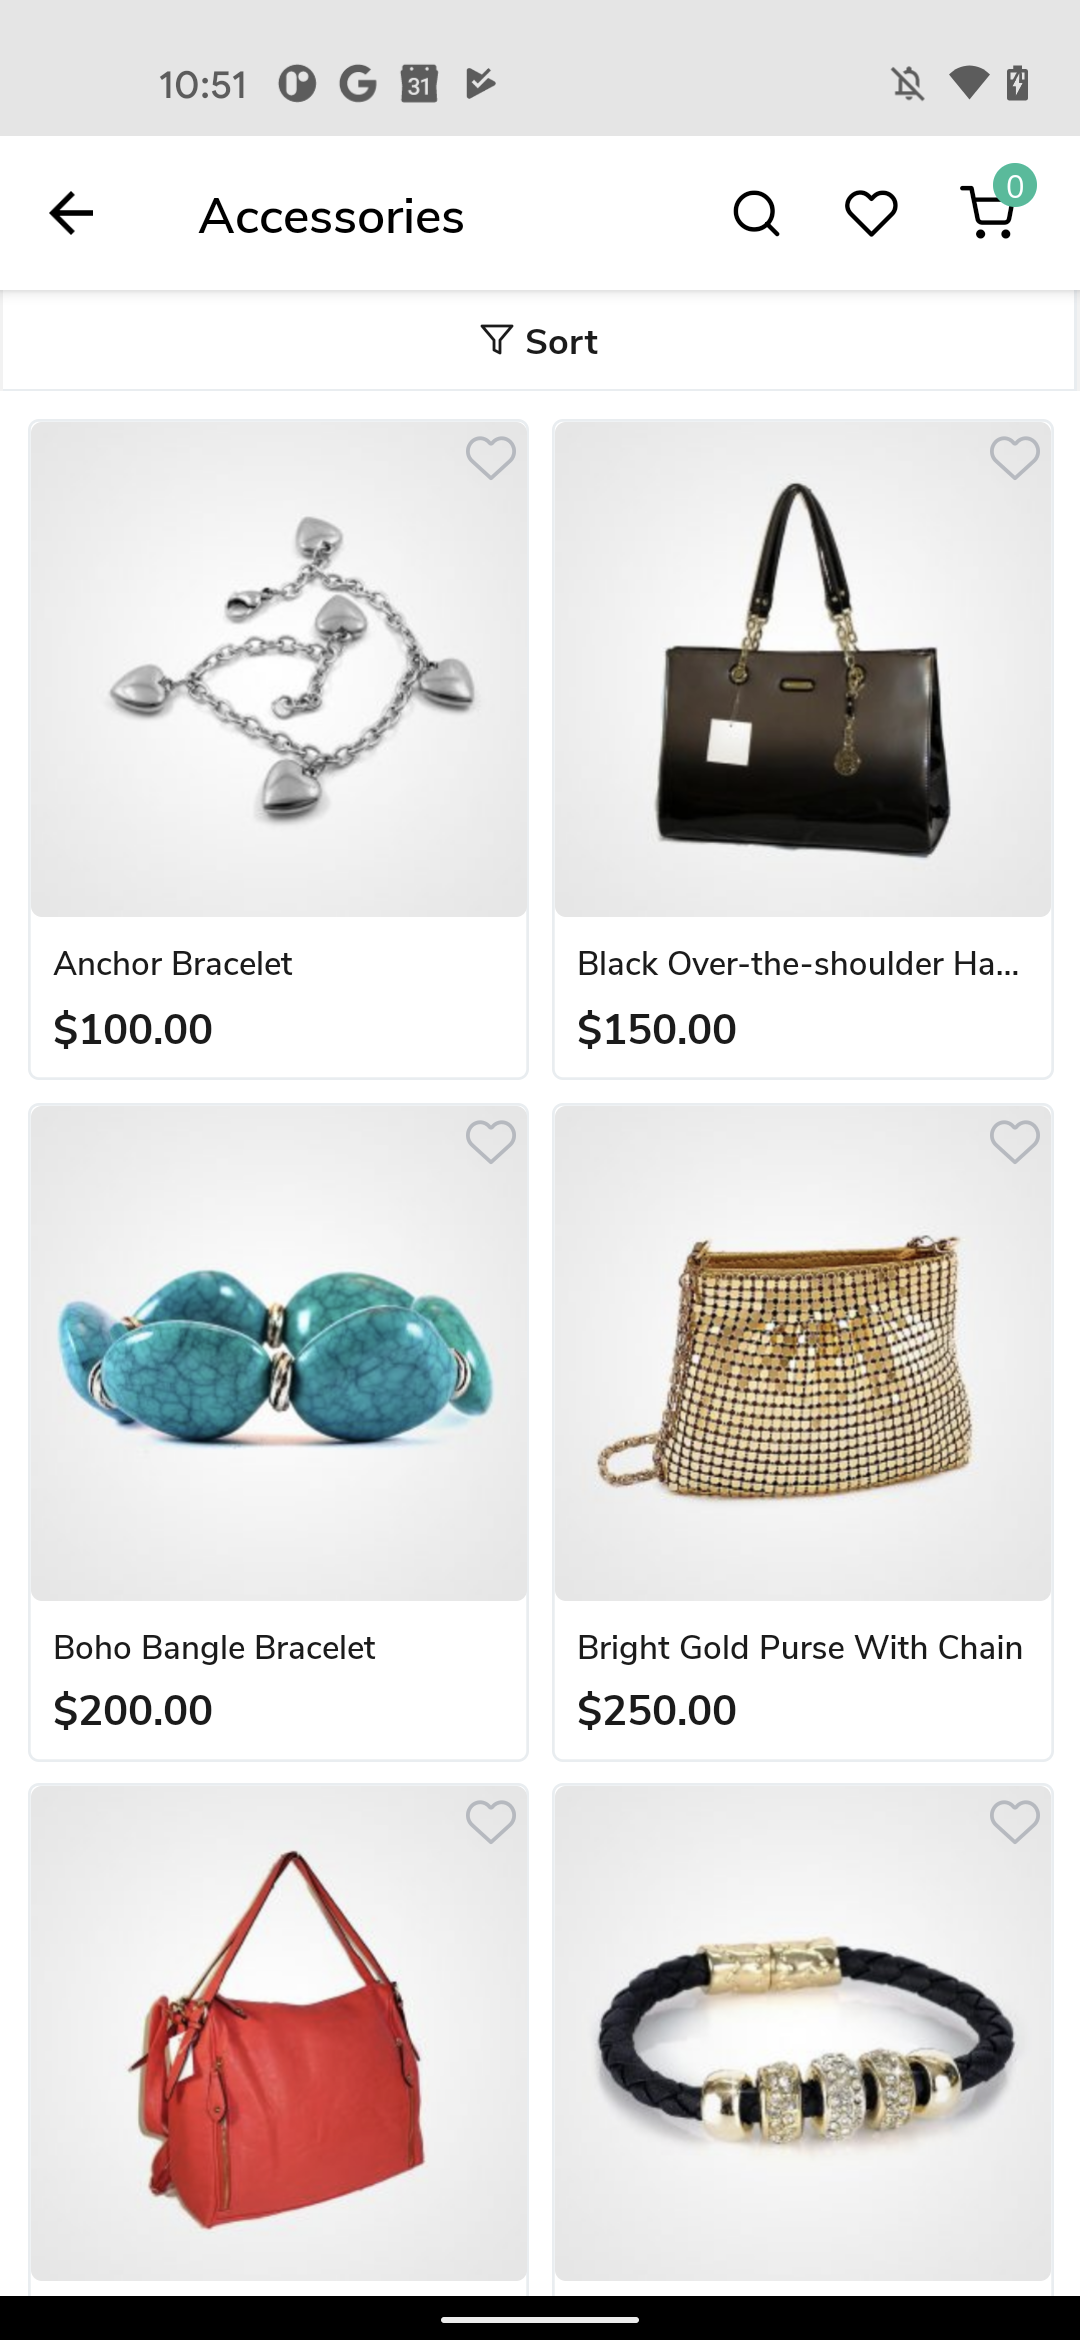 10:51
31
Accessories
0
Sort
Anchor Bracelet
$100.00
Black Over-the-shoulder Ha...
$150.00
Boho Bangle Bracelet
$200.00
Bright Gold Purse With Chain
$250.00